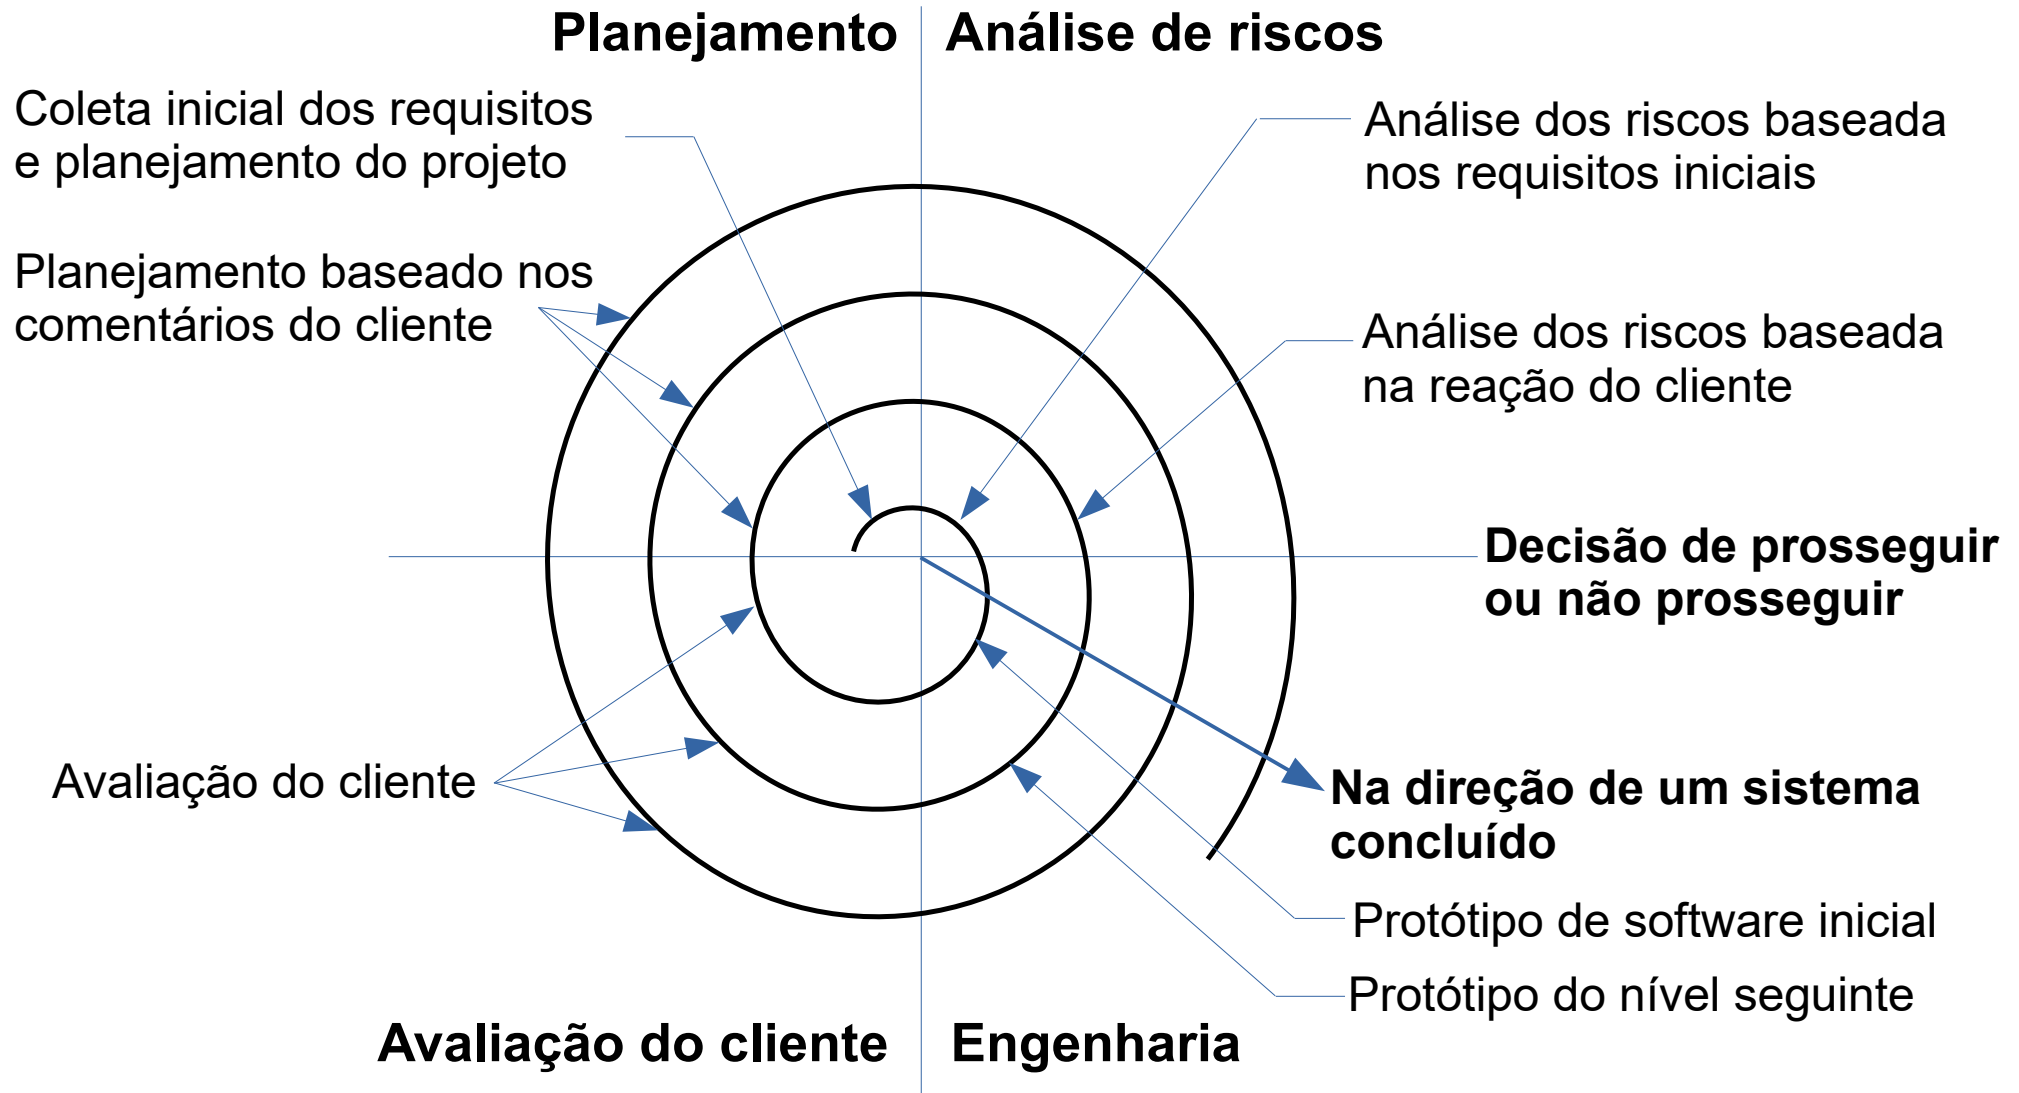 Planejamento
Análise de riscos
Coleta inicial dos requisitos
e planejamento do projeto
Análise dos riscos baseada
nos requisitos iniciais
Planejamento baseado nos
comentários do cliente
Análise dos riscos baseada
na reação do cliente
Decisão de prosseguir
ou não prosseguir
Avaliação do cliente
Na direção de um sistema
concluído
Protótipo de software inicial
Protótipo do nível seguinte
Avaliação do cliente
Engenharia